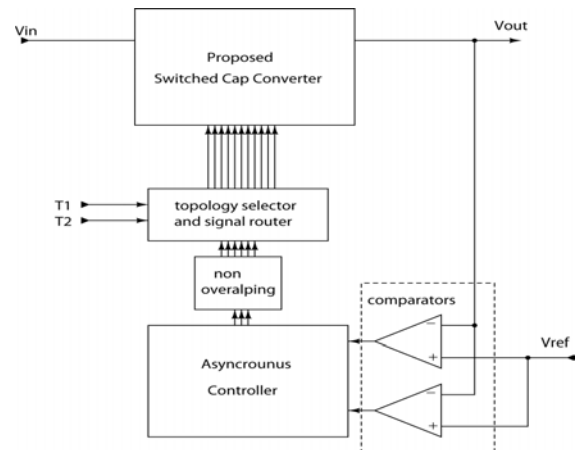 Vin
Proposed
Switched Cap Converter
Vout
T1
T2
topology selector
and signal router
non
overalping
comparators
Asyncrounus
Controller
−
+
Vref
−
+